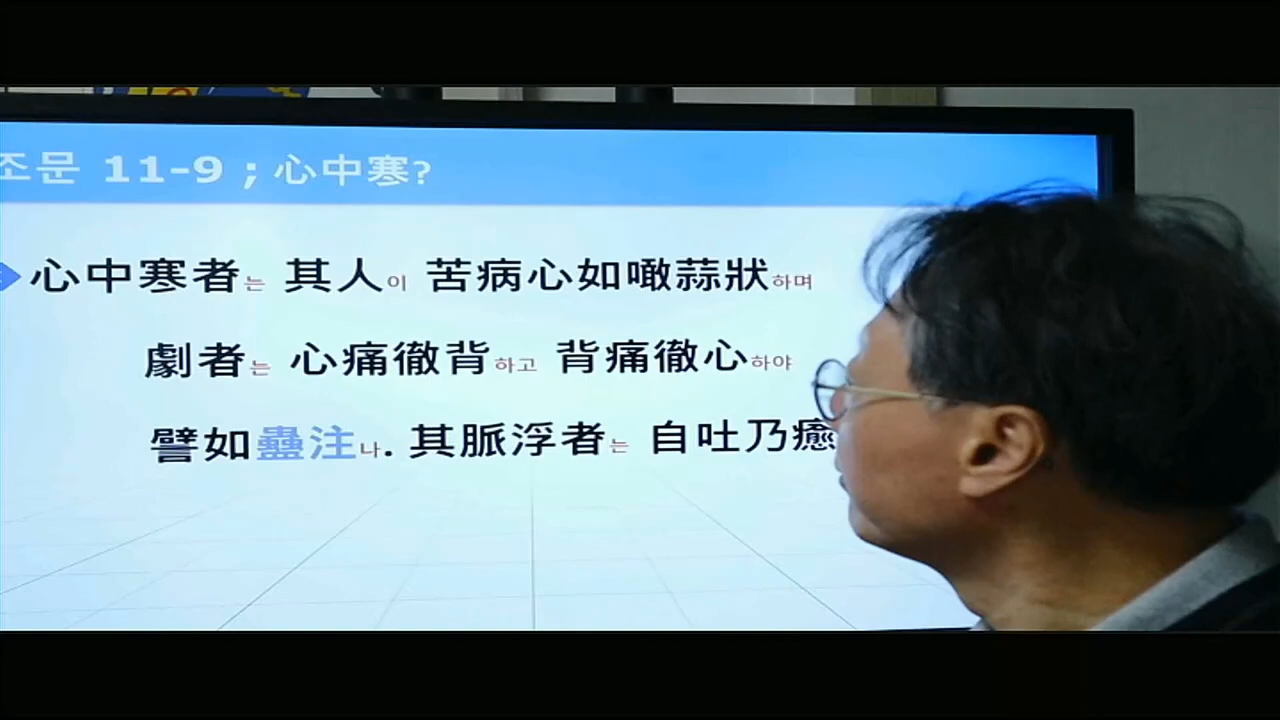 조문 11-9 ; 心中寒?
心中寒者는 其人이 苦病心如噉蒜狀하며
劇者는 心痛徹背하고 背痛徹心하야
譬如蠱注나. 其脈浮者는 自吐乃癒